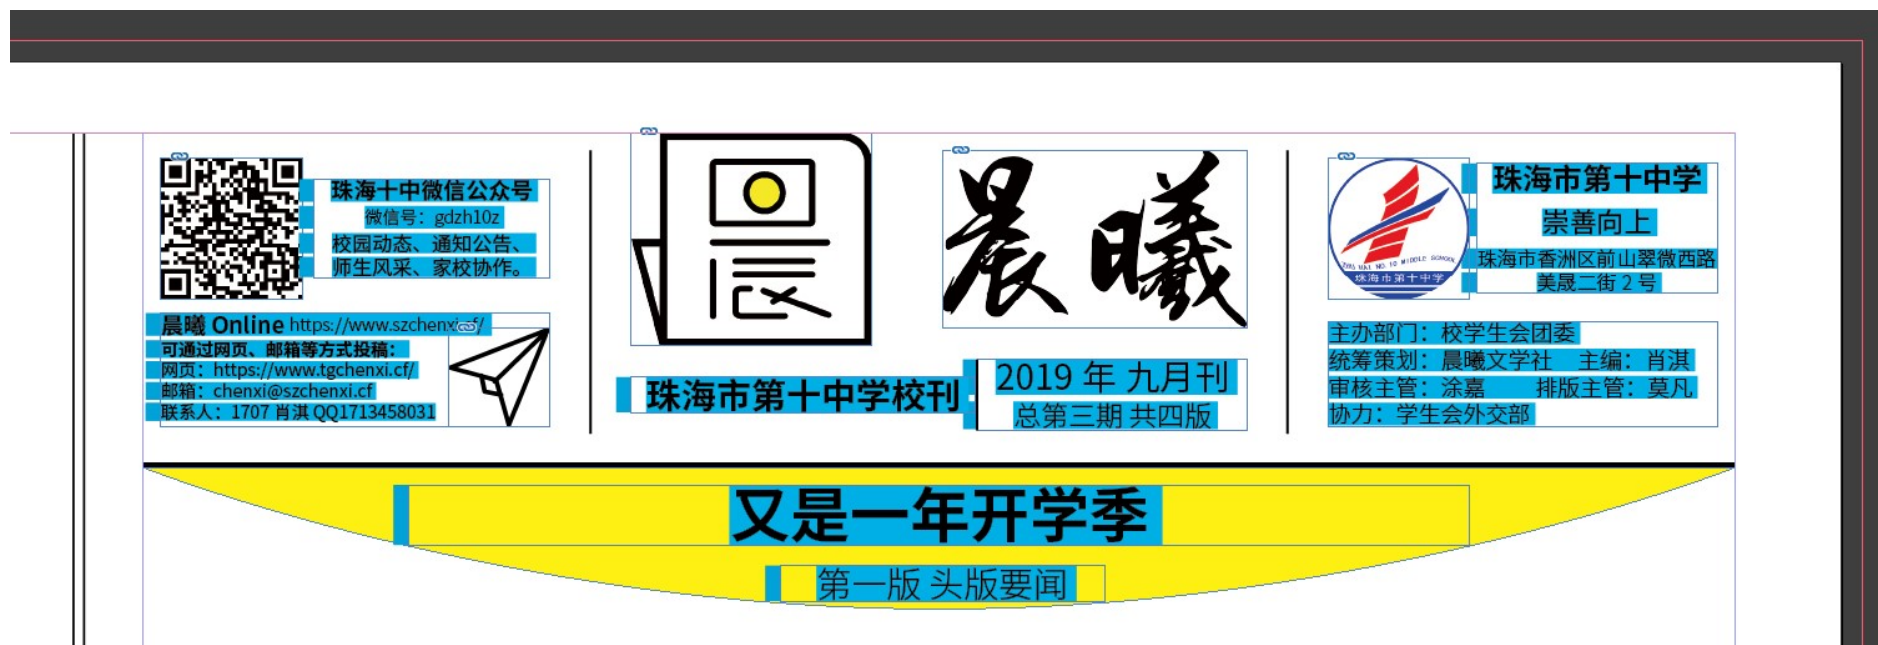 珠海十中微信公众号
微信号：gdzh10z
校园动态、通知公告、
师生风采、家校协作。
晨曦 Online https://www.szchenxi.cf/
可通过网页、邮箱等方式投稿：
网页：https://www.tgchenxi.cf/
邮箱：chenxi@szchenxi.cf
联系人：1707 肖淇 QQ1713458031
晨曦
珠海市第十中学校刊
2019 年 九月刊
总第三期 共四版
ZHU HAI NO.10 MIDDLE SCHOOL
珠海市第十中学
珠海市第十中学
崇善向上
珠海市香洲区前山翠微西路
美晟二街 2 号
主办部门：校学生会团委
统筹策划：晨曦文学社 主编：肖淇
审核主管：涂嘉 排版主管：莫凡
协力：学生会外交部
又是一年开学季
第一版 头版要闻